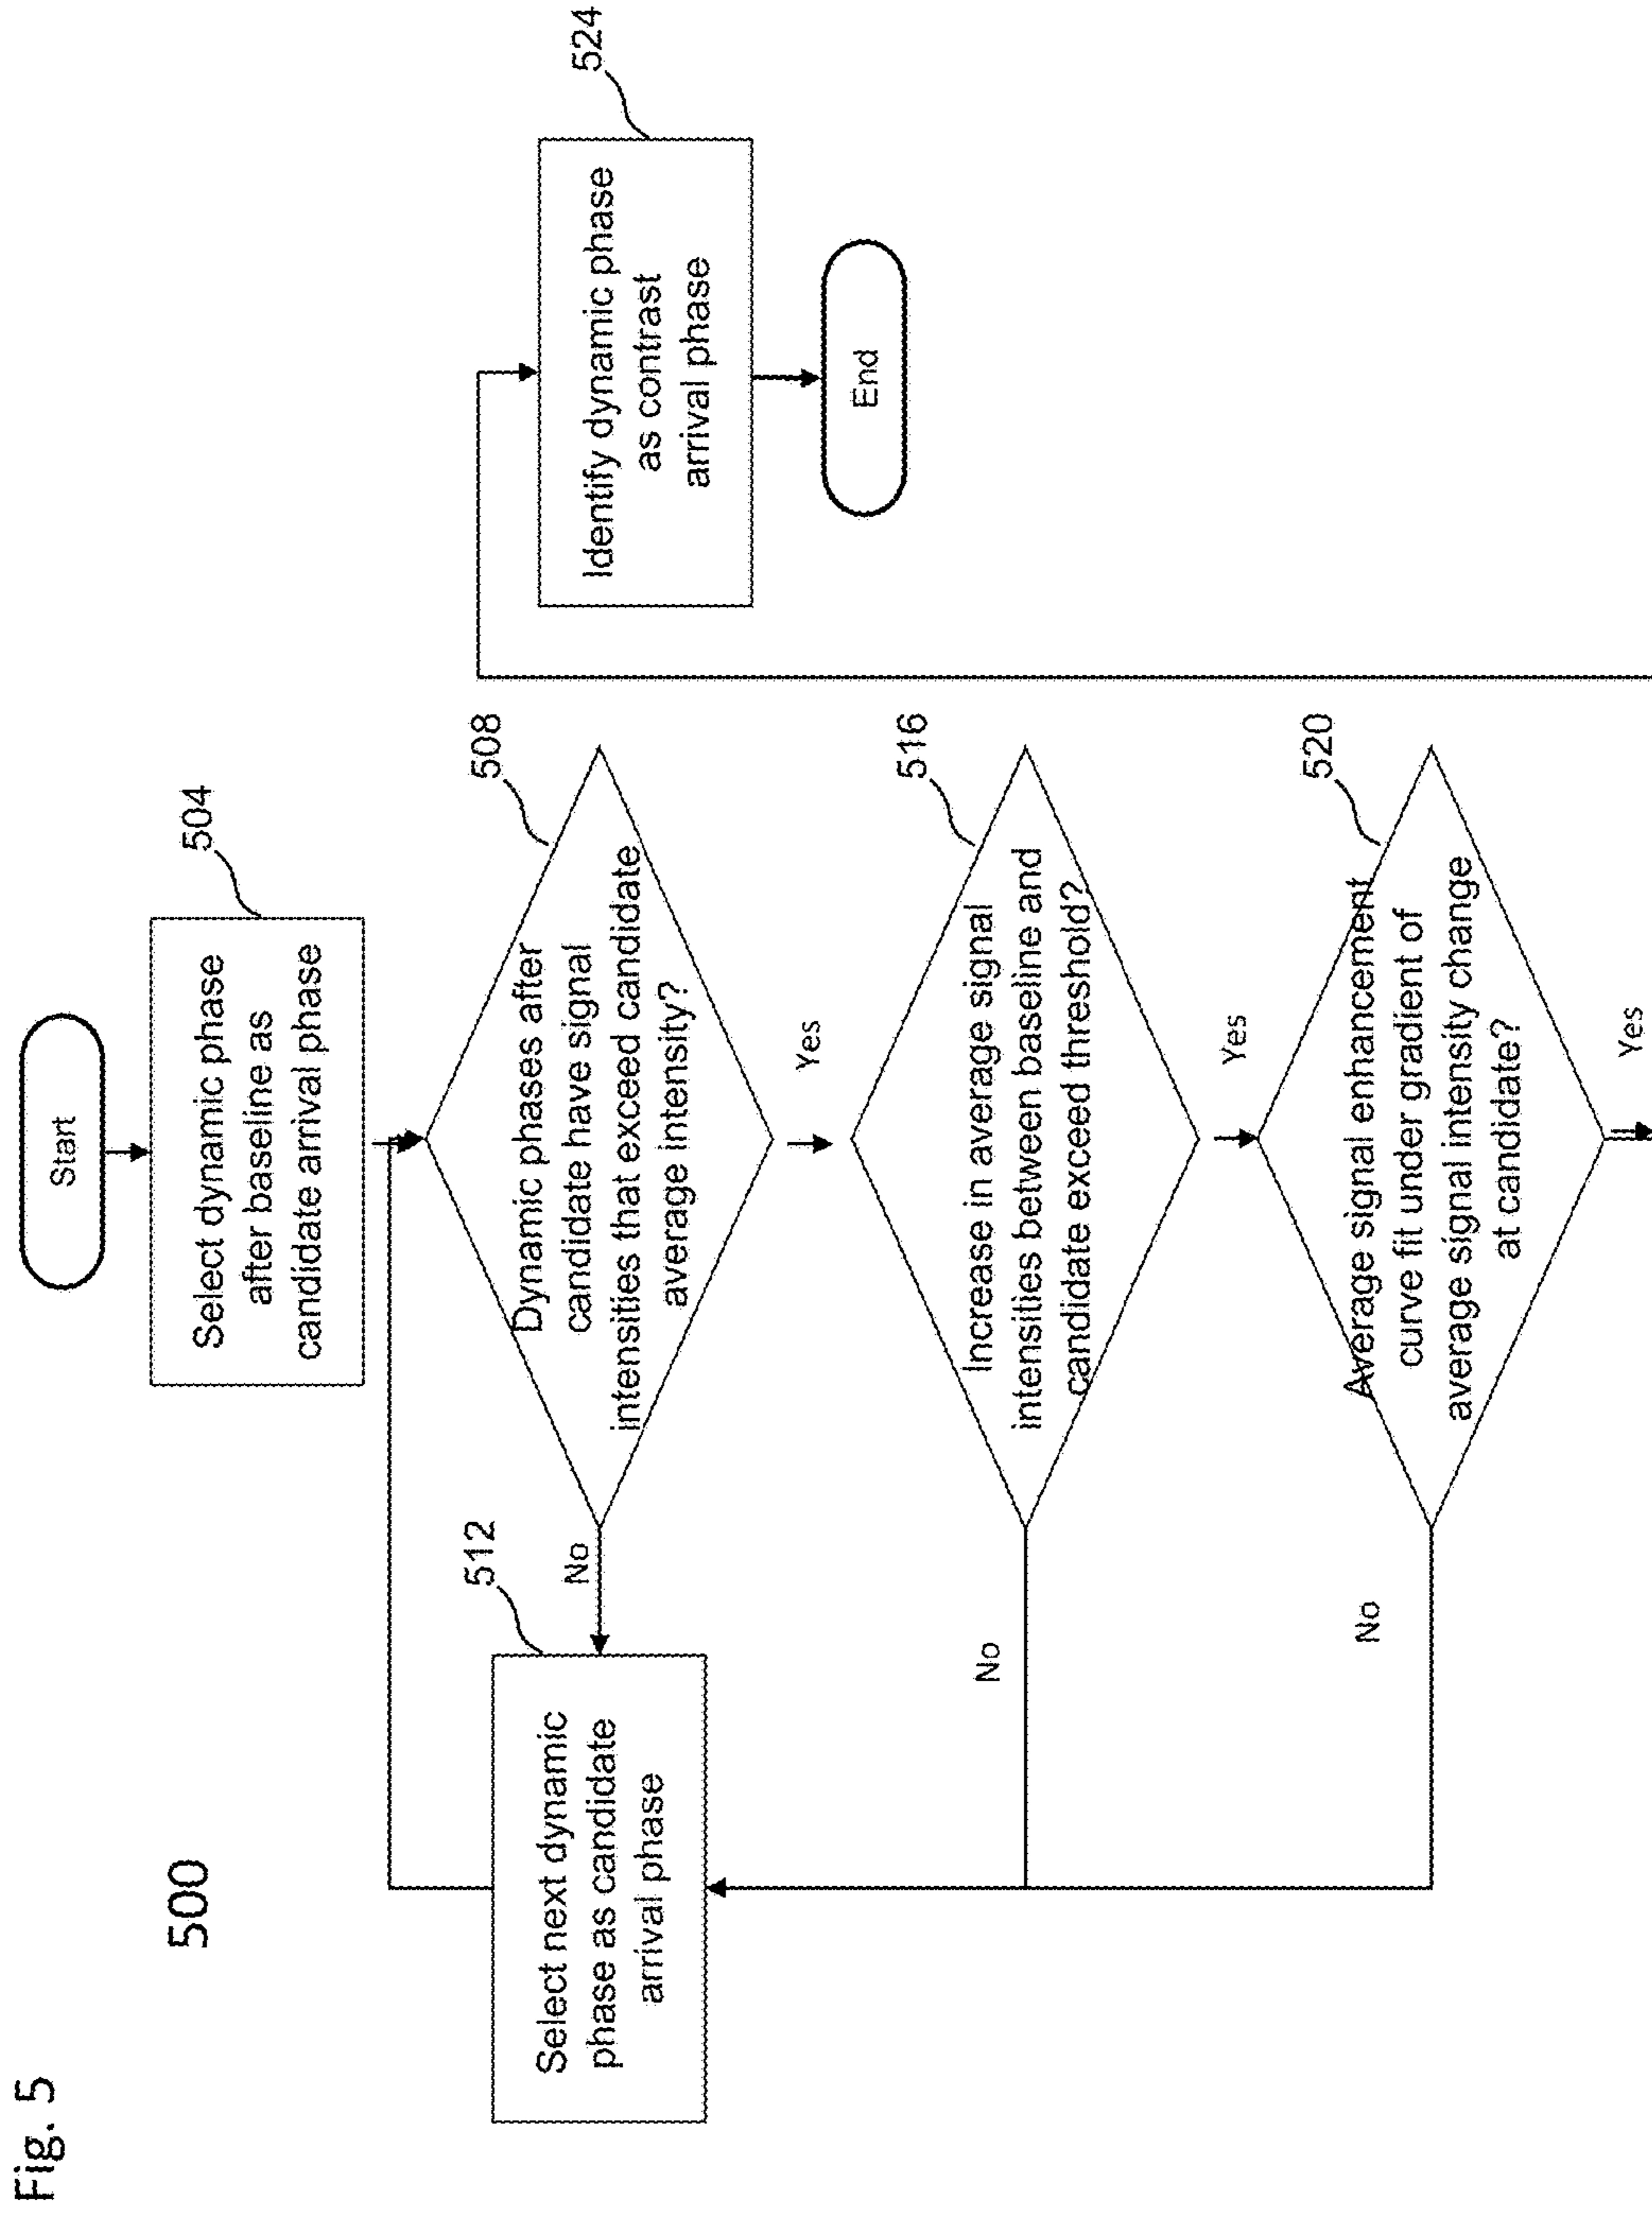 Fig. 5
500
Start
504
Select dynamic phase
after baseline as
candidate arrival phase
508
Dynamic phases after
candidate have signal
intensities that exceed candidate
average intensity?
No
Yes
512
Select next dynamic
phase as candidate
arrival phase
516
Increase in average signal
intensities between baseline and
candidate exceed threshold?
No
Yes
520
Average signal enhancement
curve fit under gradient of
average signal intensity change
at candidate?
No
Yes
524
Identify dynamic phase
as contrast
arrival phase
End